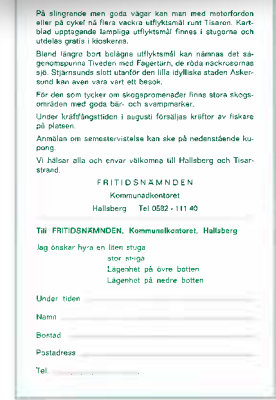 På slingrande men goda vägar kan man med motorfordon
eller på cykel nå flera vackra utflyktsmål runt Tisaren. Kart-
blad upptagande lämpliga utflyktsmål finnes i stugorna och
utdelas gratis i kioskerna.
Bland längre bort belägna utflyktsmål kan nämnas det sä-
genomspunna Tiveden med Fagertärn, de röda näckrosornas
sjö. Stjärnsunds slott utanför den lilla idylliska staden Asker-
sund kan även vara värt ett besök.
För den som tycker om skogspromenader finns stora skogs-
områden med goda bär- och svampmarker.
Under kräftfångsttiden i augusti försäljes kräftor av fiskare
på platsen.
Anmälan om semestervistelse kan ske på nedanstående ku-
pong.
Vi hälsar alla och envar välkomna till Hallsberg och Tisar-
strand.
FRITIDSNÄMNDEN
Kommunalkontoret
Hallsberg Tel 0582 - 111 40
Till FRITIDSNÄMNDEN, Kommunalkontoret, Hallsberg
Jag önskar hyra en liten stuga
stor stuga
Lägenhet på övre botten
Lägenhet på nedre botten
Under tiden
Namn
Bostad
Postadress
Tel.